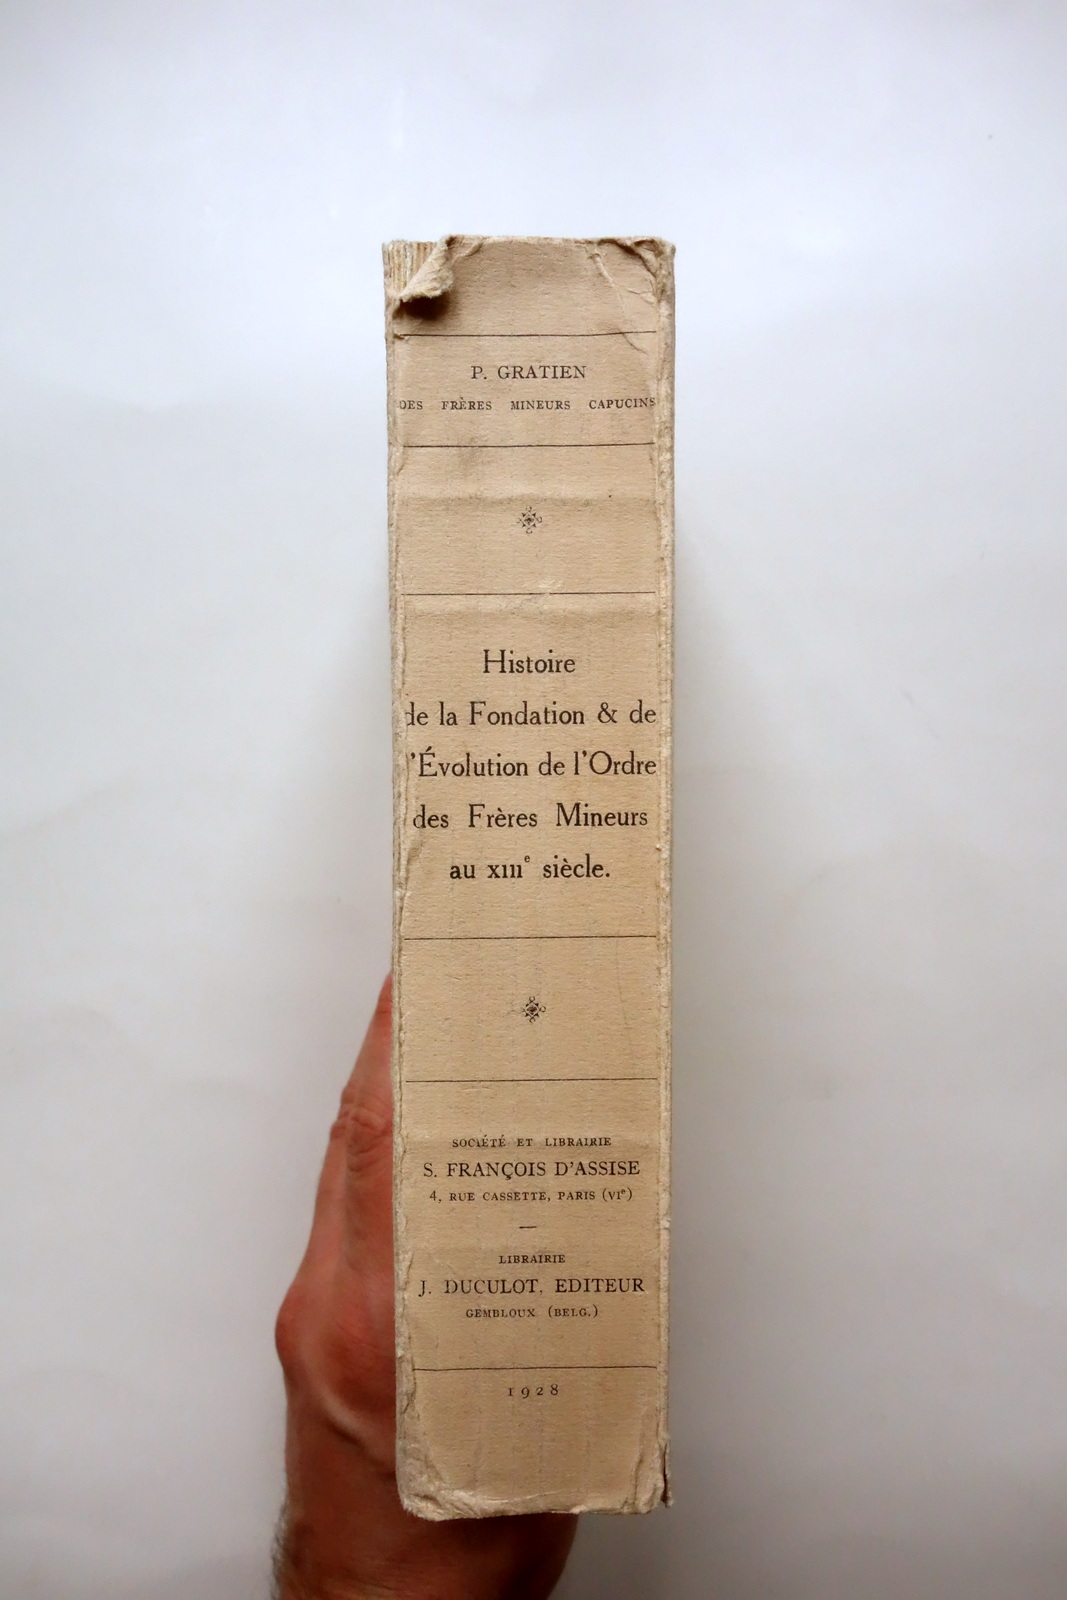 P. GRATIEN
DES FRÈRES MINEURS CAPUCINS
Histoire
de la Fondation & de
l'Évolution de l'Ordre
des Frères Mineurs
au XIIIe siècle.
SOCIÉTÉ ET LIBRAIRIE
S. FRANÇOIS D'ASSISE
4, RUE CASSETTE, PARIS (VIe)
—
LIBRAIRIE
J. DUCULOT, EDITEUR
GEMBLOUX (BELG.)
1928